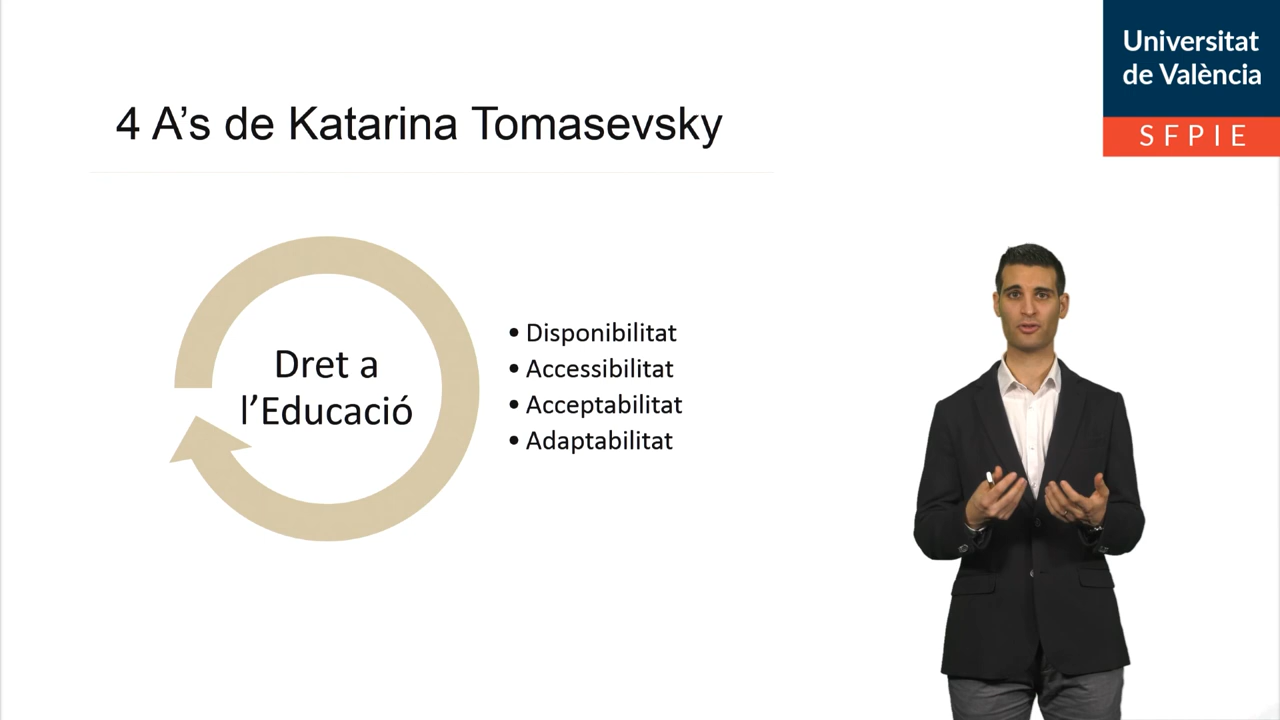 Universitat
de València
SFPIE
4 A’s de Katarina Tomasevsky
Dret a
l’Educació
• Disponibilitat
• Accessibilitat
• Acceptabilitat
• Adaptabilitat